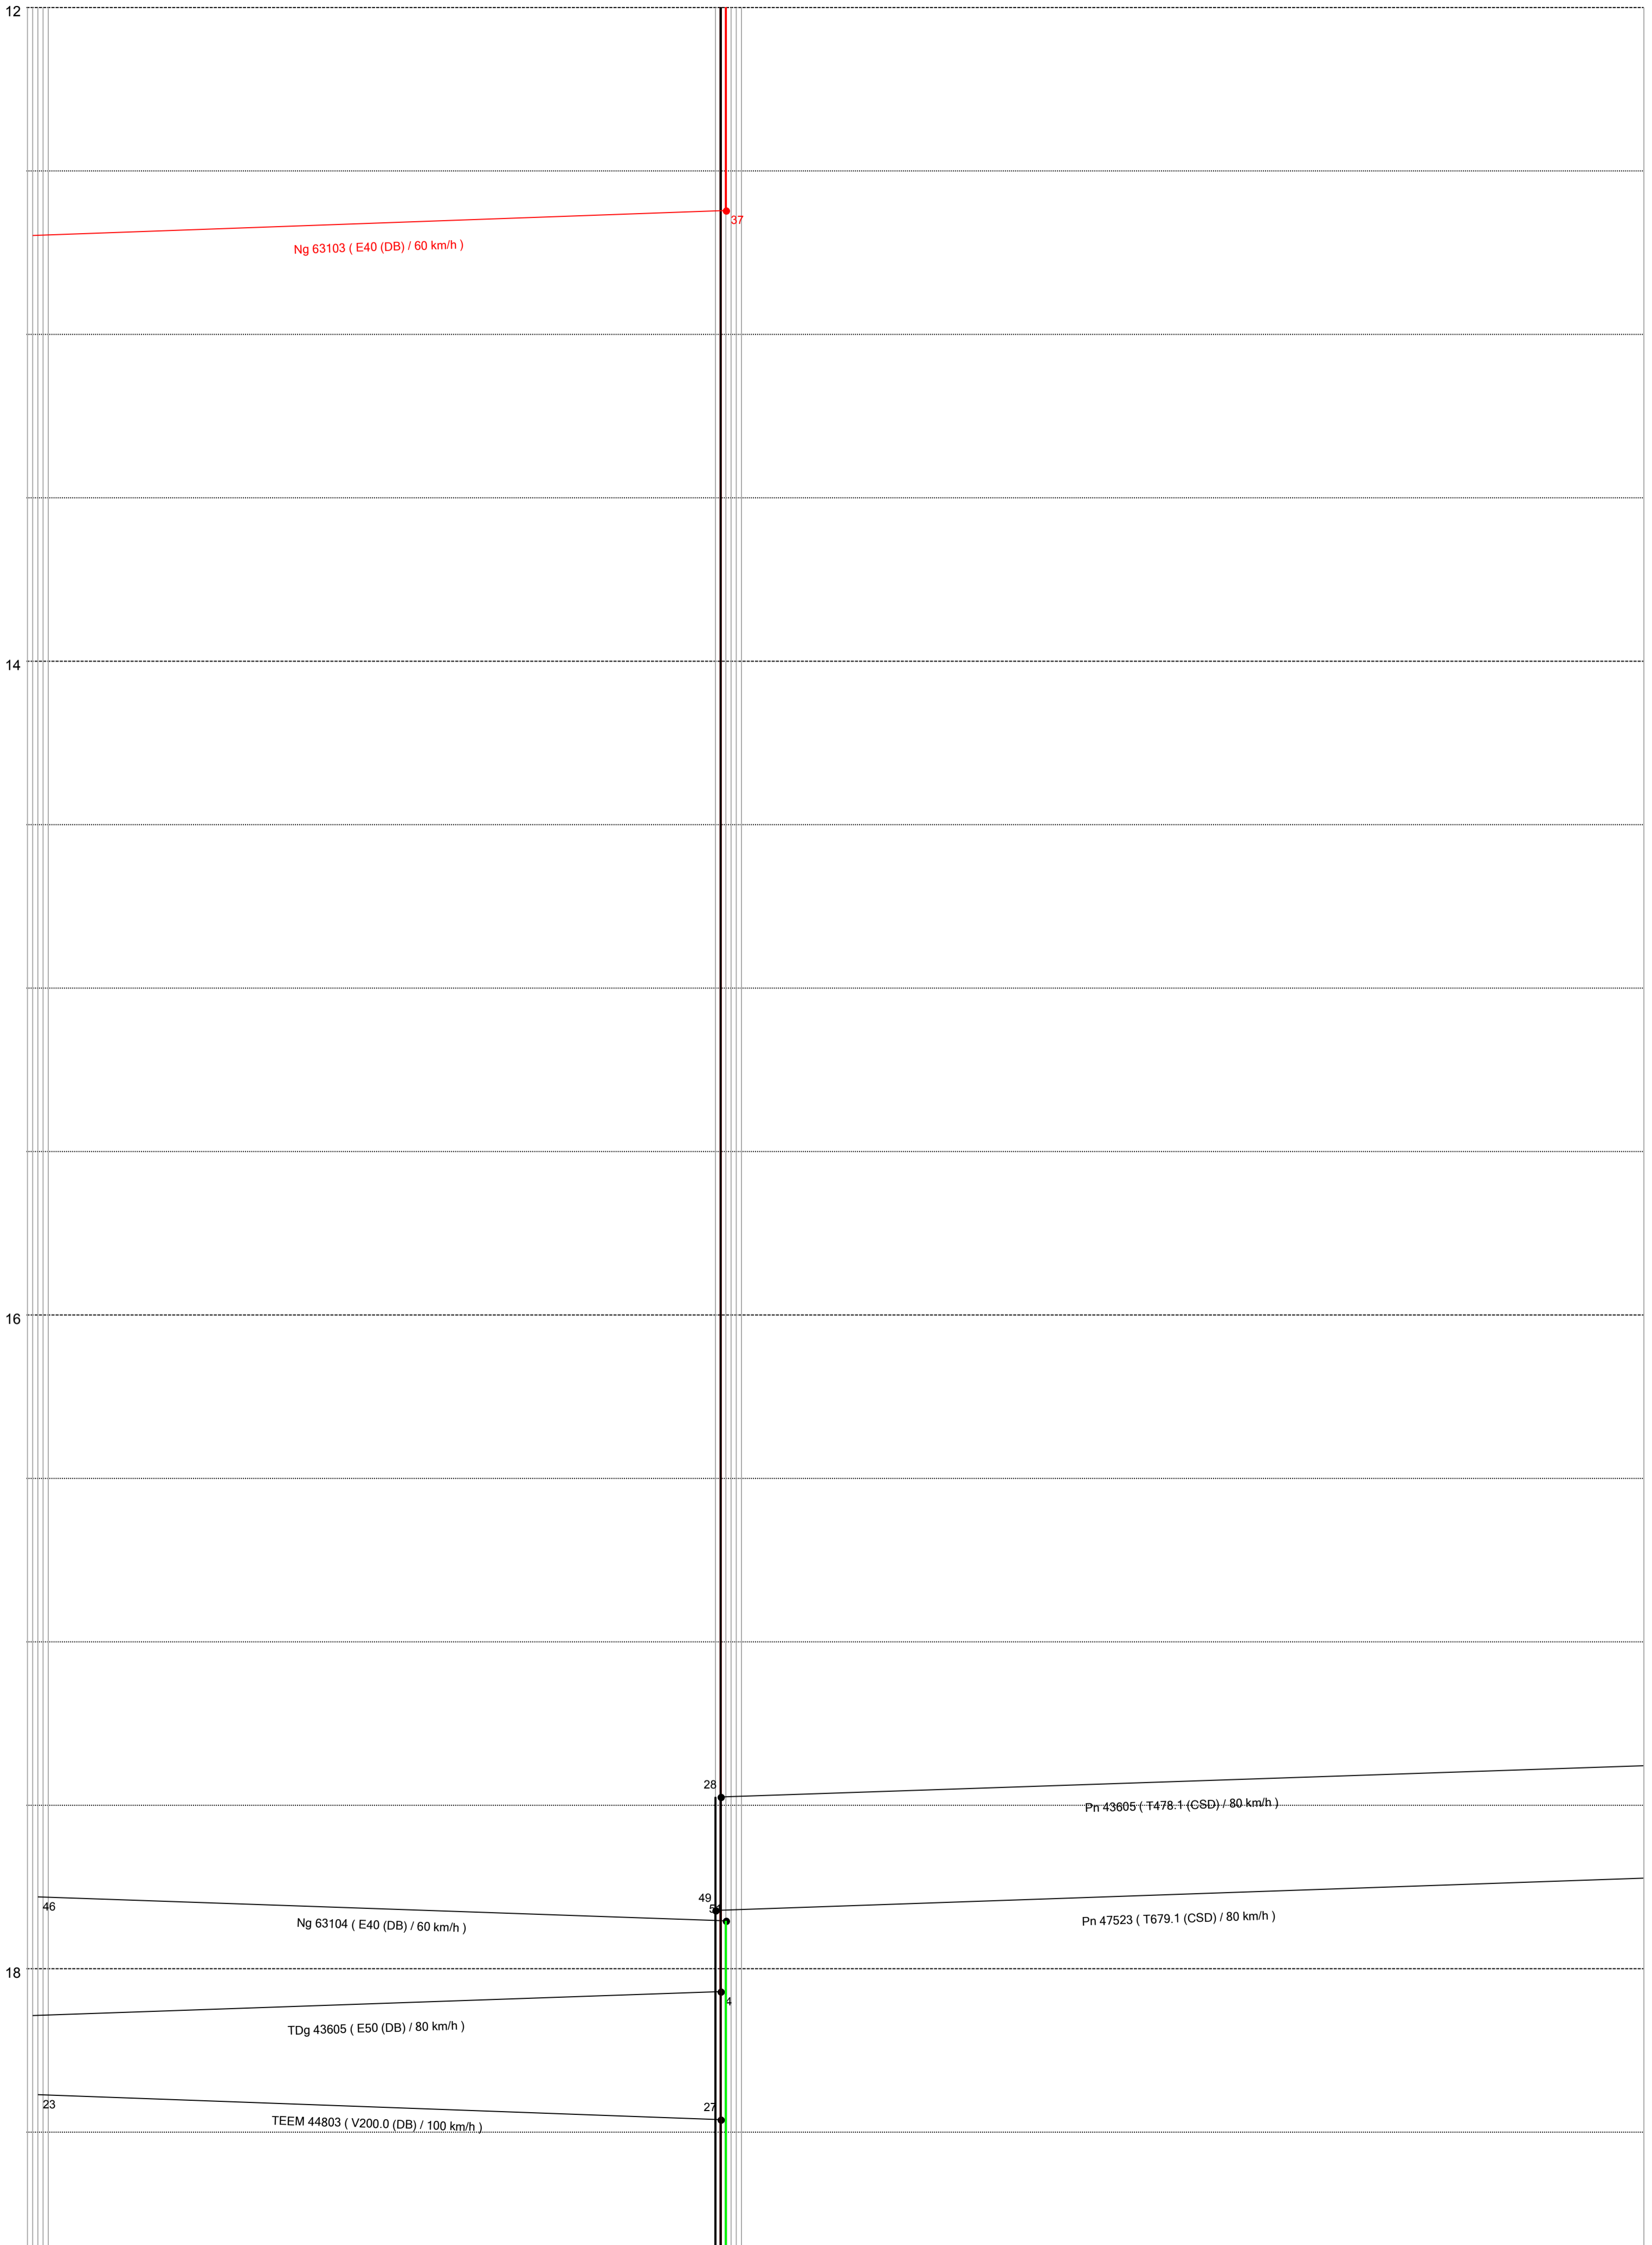 12
37
Ng 63103 ( E40 (DB) / 60 km/h )
14
16
28
Pn 43605 ( T478.1 (CSD) / 80 km/h )
49
46
Ng 63104 ( E40 (DB) / 60 km/h )
Pn 47523 ( T679.1 (CSD) / 80 km/h )
18
4
TDg 43605 ( E50 (DB) / 80 km/h )
23
27
TEEM 44803 ( V200.0 (DB) / 100 km/h )